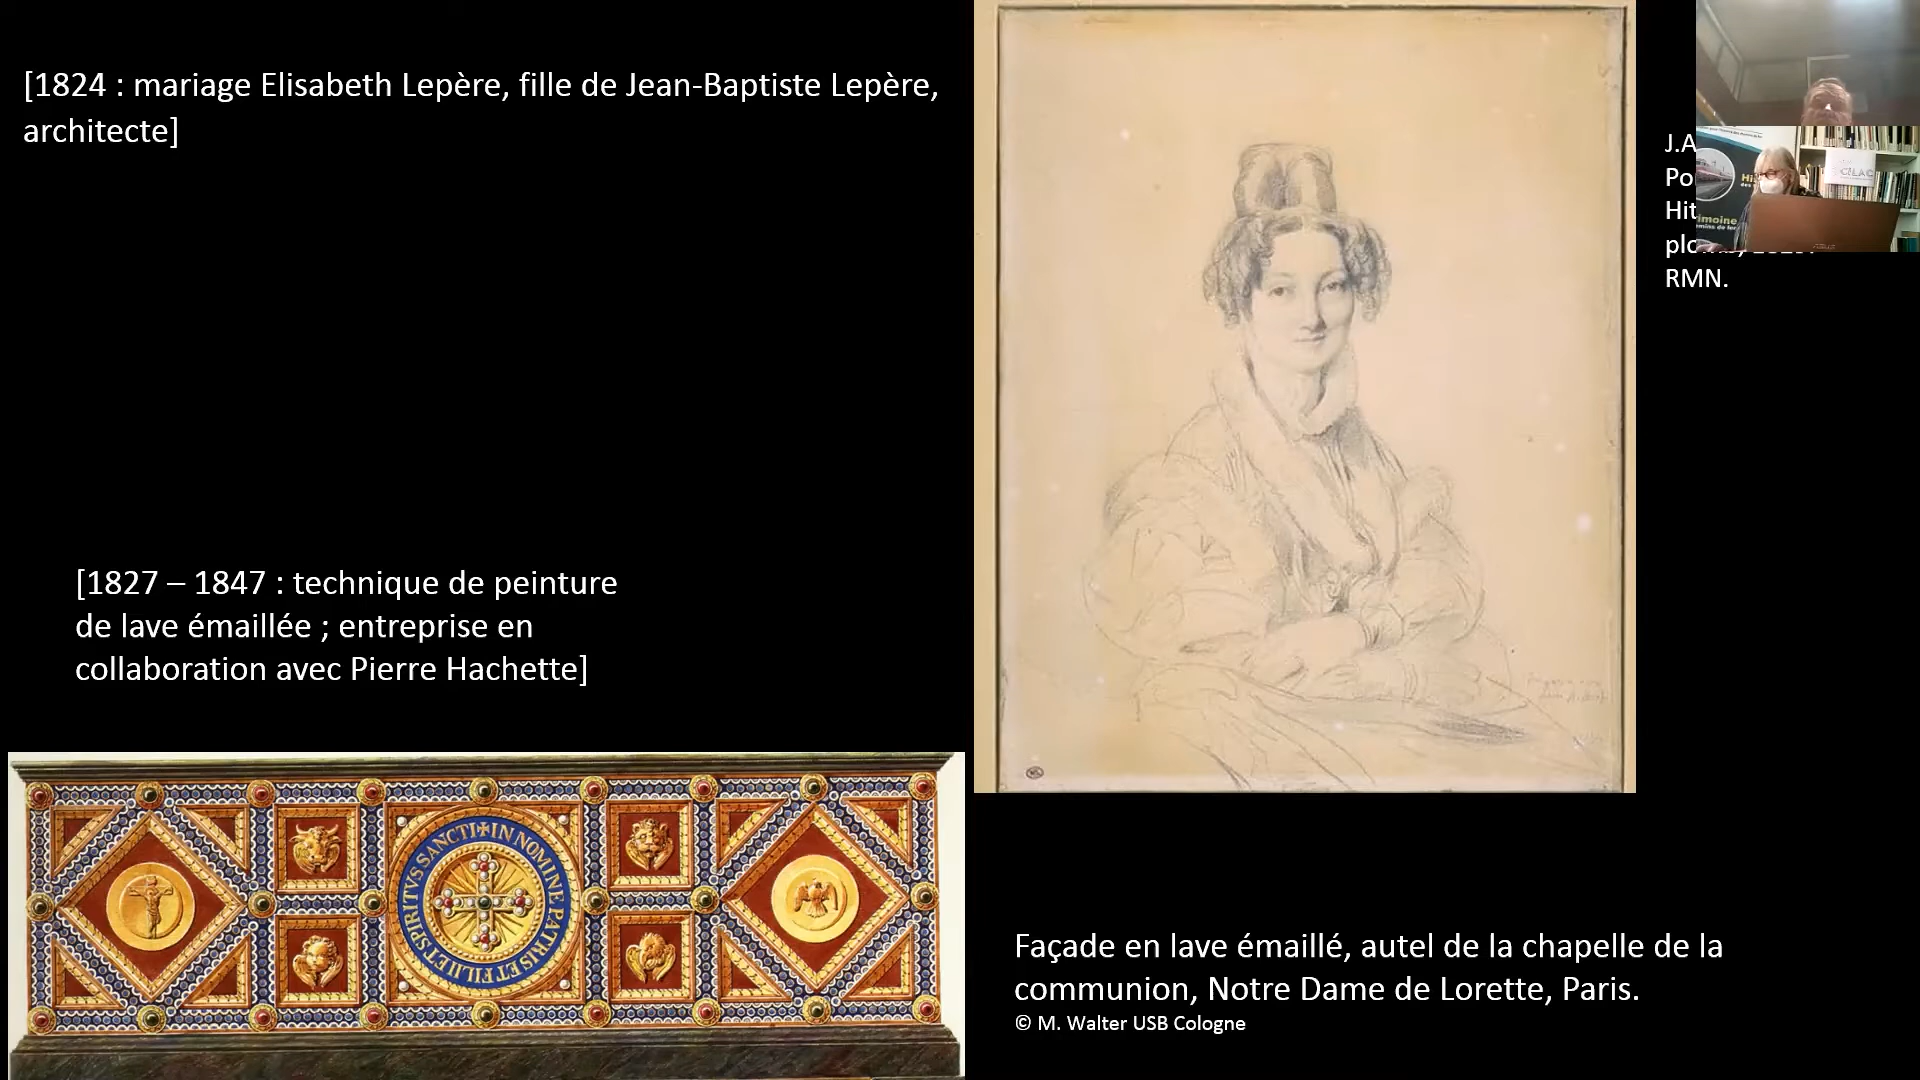 [1824 : mariage Elisabeth Lepère, fille de Jean-Baptiste Lepère,
architecte]
[1827 – 1847 : technique de peinture
de lave émaillée ; entreprise en
collaboration avec Pierre Hachette]
J.A
RMN.
SPIRITVS SANCTI ✝ IN NOMINE PATRIS ET FILII ET
Façade en lave émaillé, autel de la chapelle de la
communion, Notre Dame de Lorette, Paris.
© M. Walter USB Cologne